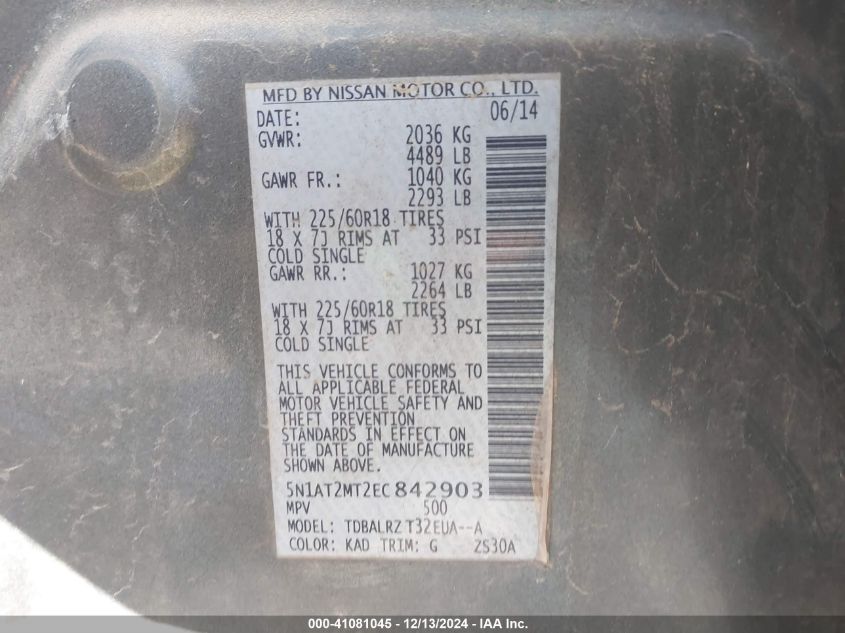 MFD BY NISSAN MOTOR CO., LTD.
DATE: 06/14
GVWR: 2036 KG
4489 LB
GAWR FR.: 1040 KG
2293 LB
WITH 225/60R18 TIRES
18 X 7J RIMS AT 33 PSI
COLD SINGLE
GAWR RR.: 1027 KG
2264 LB
WITH 225/60R18 TIRES
18 X 7J RIMS AT 33 PSI
COLD SINGLE
THIS VEHICLE CONFORMS TO
ALL APPLICABLE FEDERAL
MOTOR VEHICLE SAFETY AND
THEFT PREVENTION
STANDARDS IN EFFECT ON
THE DATE OF MANUFACTURE
SHOWN ABOVE.
5N1AT2MT2EC842903
MPV 500
MODEL: TDBALRZ T32EUA--A
COLOR: KAD TRIM: G ZS30A
000-41081045 - 12/13/2024 - IAA Inc.